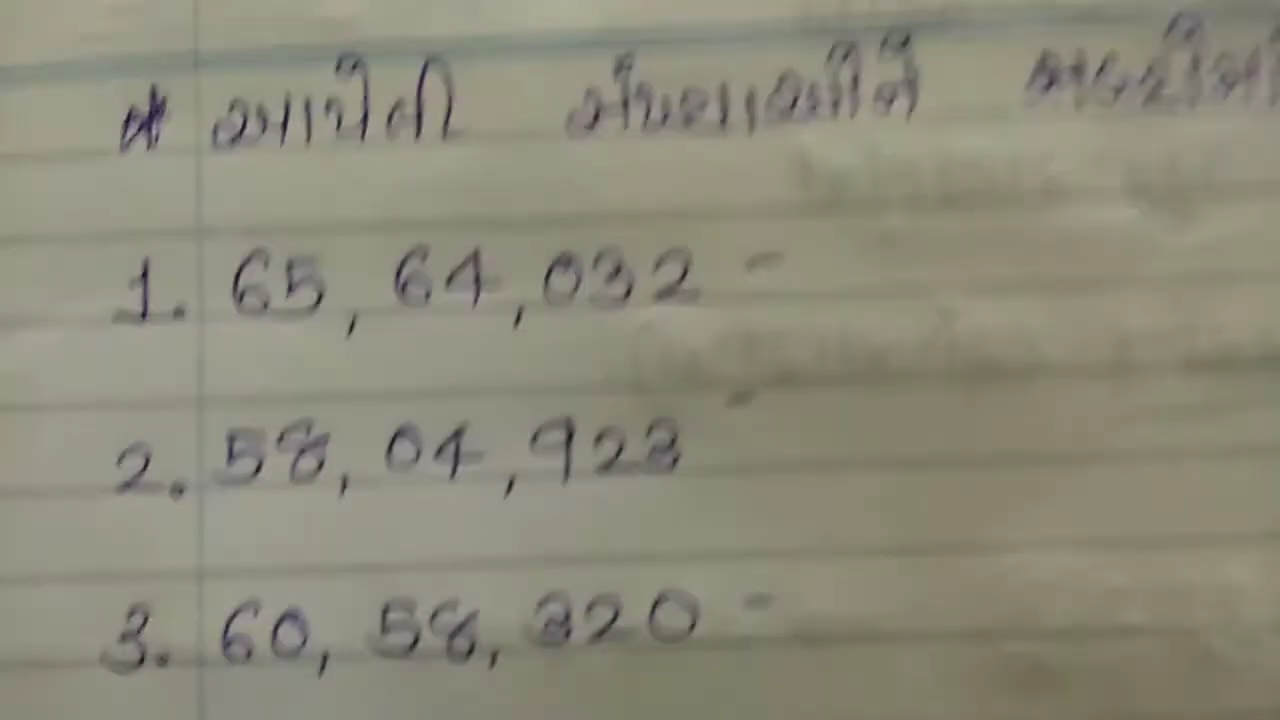 * આપેલી સંખ્યાઓને
1. 65, 64, 032 -
2. 58, 04, 923 -
3. 60, 58, 320 -